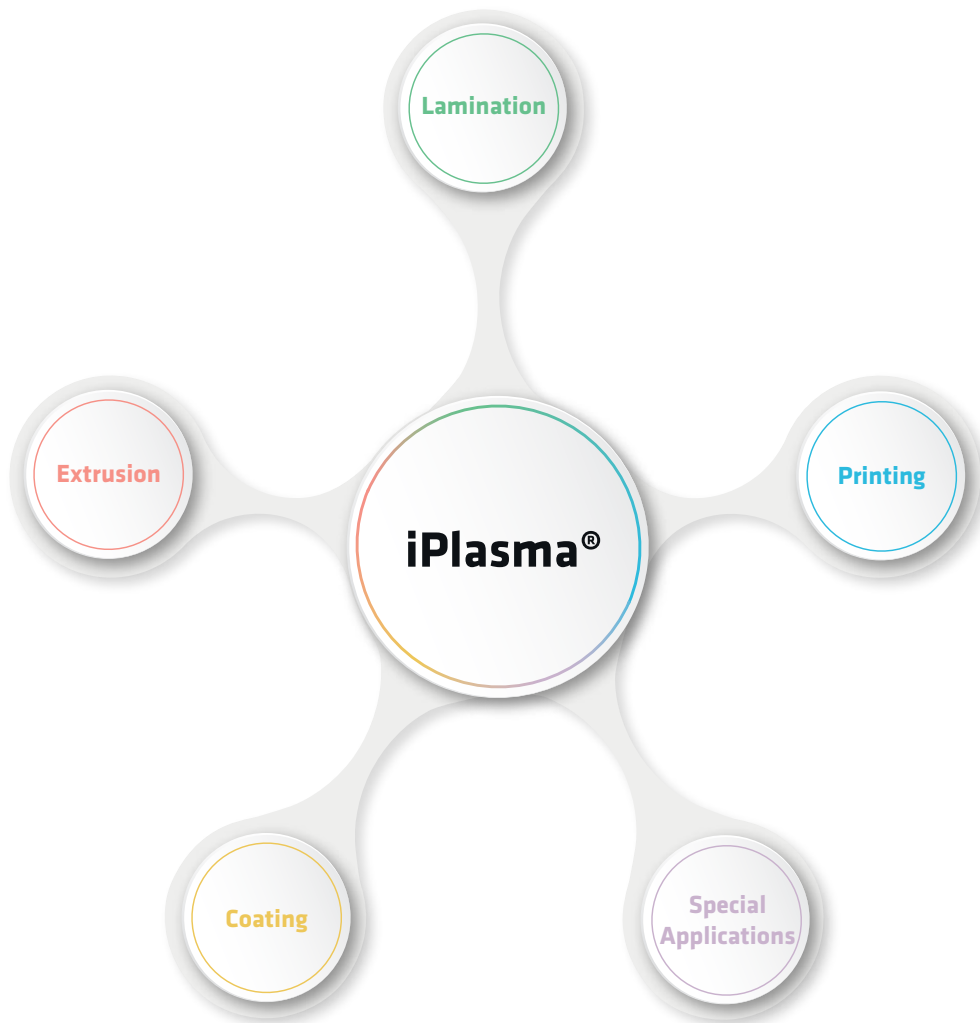 Lamination
Extrusion
Printing
iPlasma®
Coating
Special
Applications